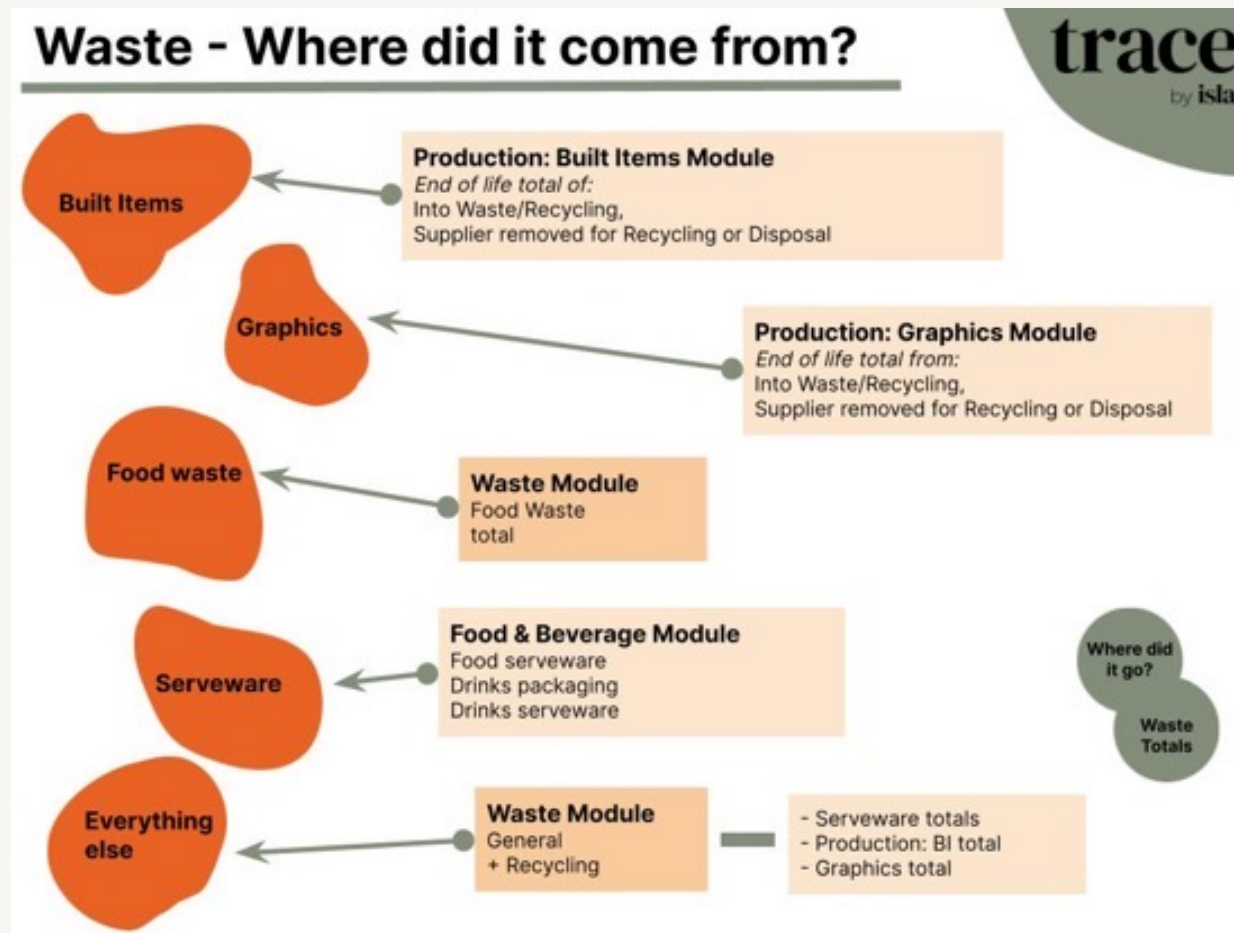 Waste - Where did it come from?
trace
by isla
Built Items
Production: Built Items Module
End of life total of:
Into Waste/Recycling,
Supplier removed for Recycling or Disposal
Graphics
Production: Graphics Module
End of life total from:
Into Waste/Recycling,
Supplier removed for Recycling or Disposal
Food waste
Waste Module
Food Waste
total
Serveware
Food & Beverage Module
Food serveware
Drinks packaging
Drinks serveware
Where did
it go?
Waste
Totals
Everything
else
Waste Module
General
+ Recycling
- Serveware totals
- Production: BI total
- Graphics total